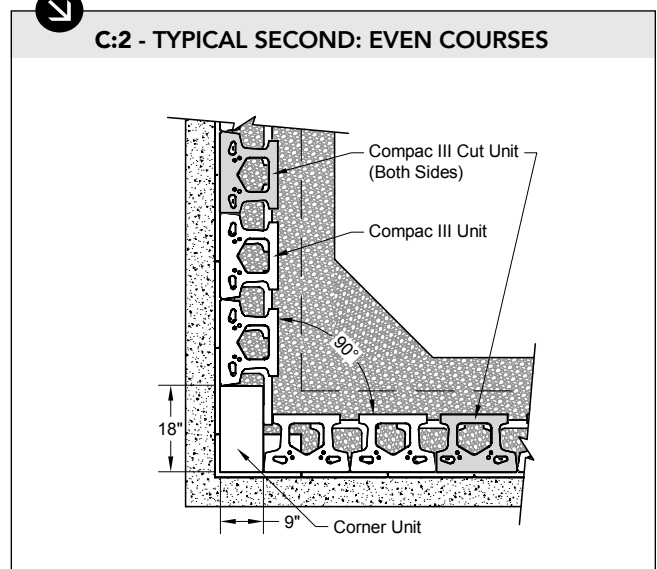 C:2 - TYPICAL SECOND: EVEN COURSES
Compac III Cut Unit
(Both Sides)
Compac III Unit
90°
18"
9"
Corner Unit